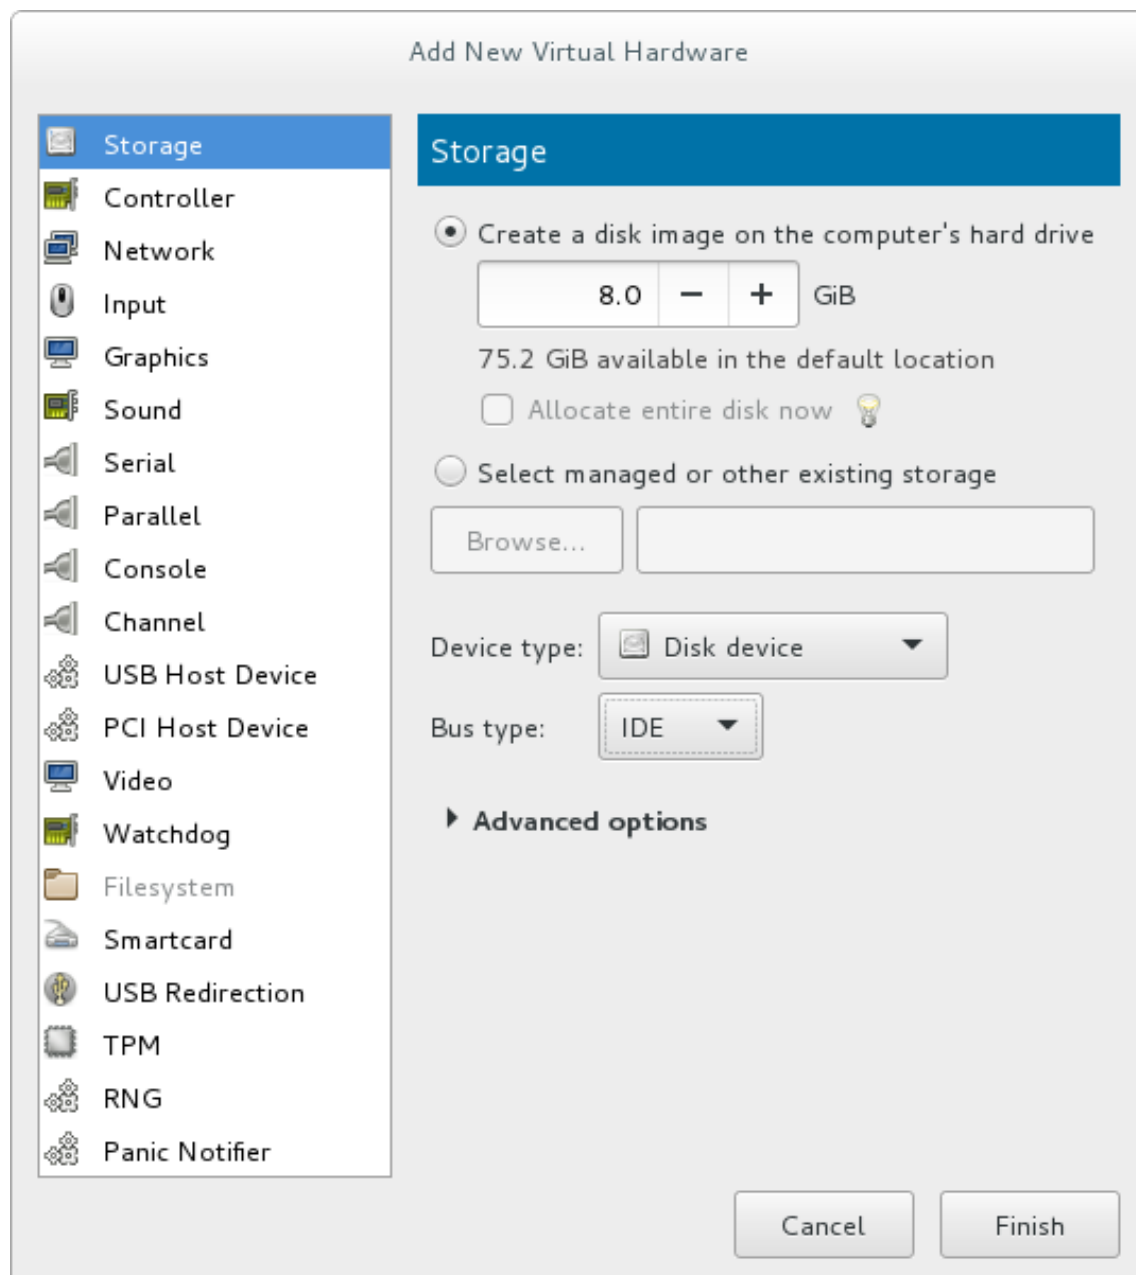 Add New Virtual Hardware
Storage
Controller
Network
Input
Graphics
Sound
Serial
Parallel
Console
Channel
USB Host Device
PCI Host Device
Video
Watchdog
Filesystem
Smartcard
USB Redirection
TPM
RNG
Panic Notifier
Storage
Create a disk image on the computer's hard drive
8.0 − + GiB
75.2 GiB available in the default location
Allocate entire disk now
Select managed or other existing storage
Browse...
Device type: Disk device
Bus type: IDE
Advanced options
Cancel Finish